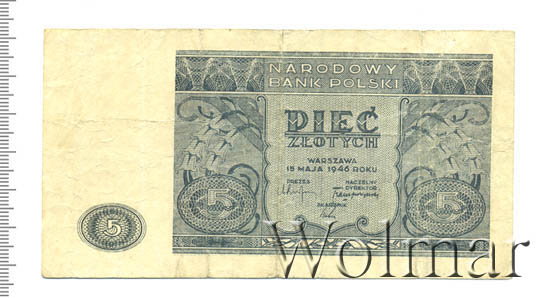 NARODOWY
BANK POLSKI
PIĘĆ
ZŁOTYCH
WARSZAWA
15 MAJA 1946 ROKU
PREZES
NACZELNY
DYREKTOR
SKARBNIK
5
5
5
Wolmar